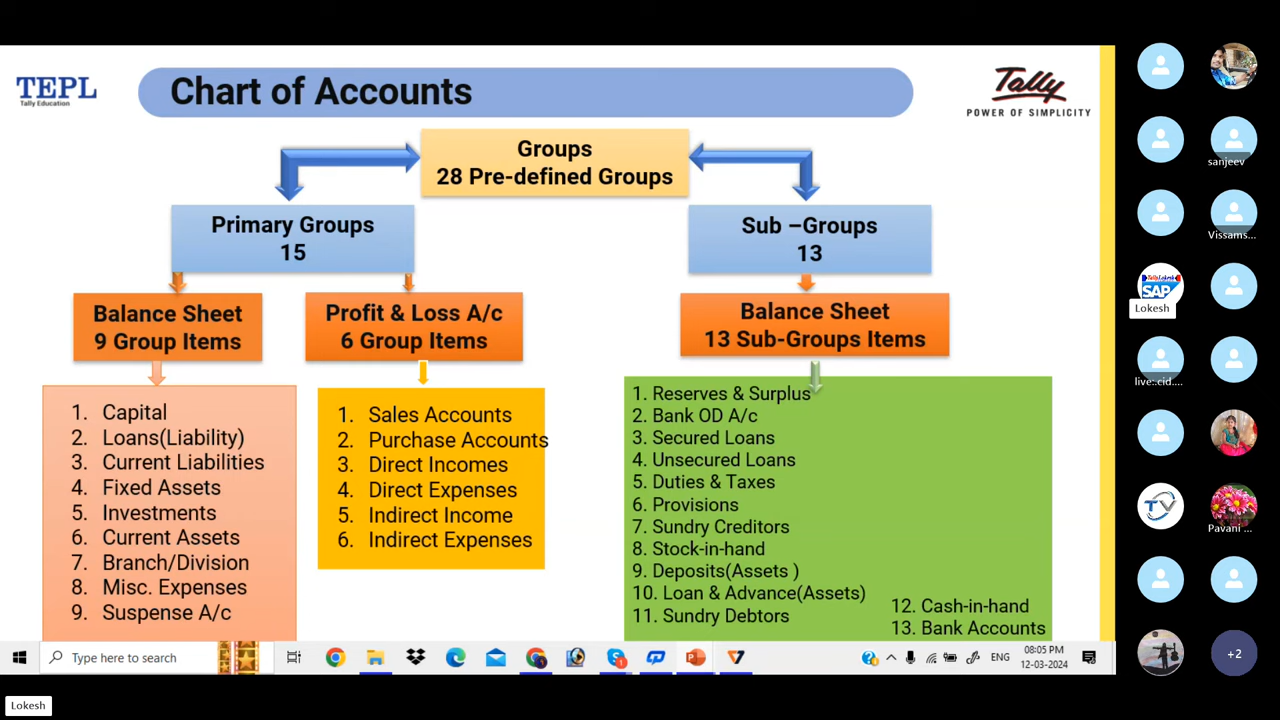 TEPL
Tally Education
Chart of Accounts
Tally
POWER OF SIMPLICITY
Groups
28 Pre-defined Groups
Primary Groups
15
Sub –Groups
13
Balance Sheet
9 Group Items
Profit & Loss A/c
6 Group Items
Balance Sheet
13 Sub-Groups Items
1. Capital
2. Loans(Liability)
3. Current Liabilities
4. Fixed Assets
5. Investments
6. Current Assets
7. Branch/Division
8. Misc. Expenses
9. Suspense A/c
1. Sales Accounts
2. Purchase Accounts
3. Direct Incomes
4. Direct Expenses
5. Indirect Income
6. Indirect Expenses
1. Reserves & Surplus
2. Bank OD A/c
3. Secured Loans
4. Unsecured Loans
5. Duties & Taxes
6. Provisions
7. Sundry Creditors
8. Stock-in-hand
9. Deposits(Assets )
10. Loan & Advance(Assets)
11. Sundry Debtors
12. Cash-in-hand
13. Bank Accounts
sanjeev
Vissams...
SAP
Lokesh
live:.cid....
TV
Pavani ...
+2
Type here to search
ENG
08:05 PM
12-03-2024
Lokesh